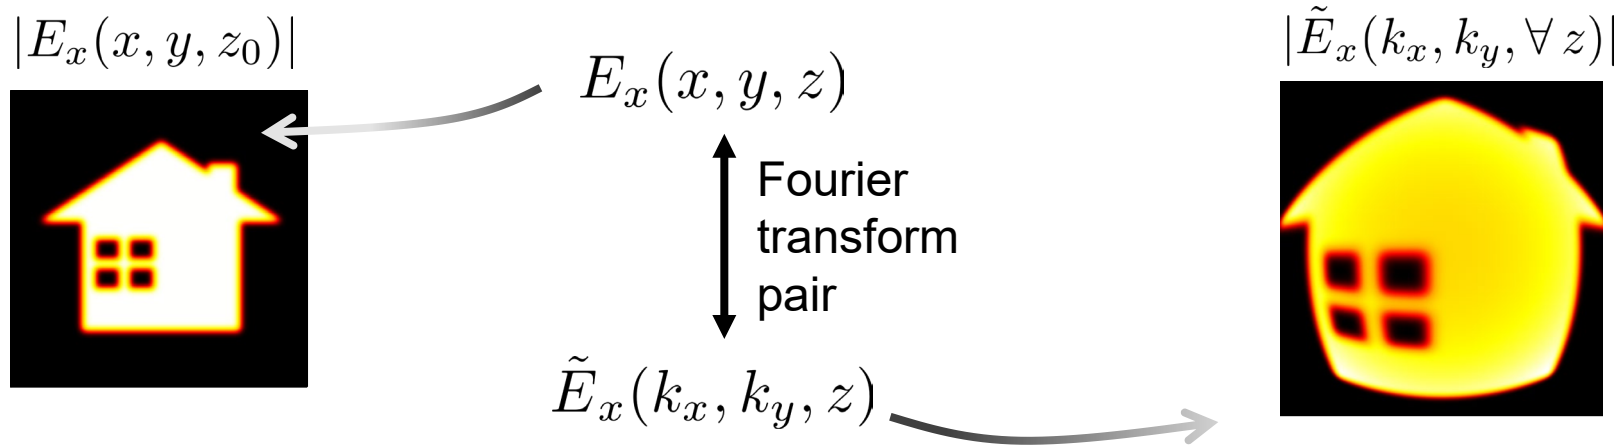 |E_x(x, y, z_0)|
E_x(x, y, z)
|Ẽ_x(k_x, k_y, ∀ z)|
Fourier
transform
pair
Ẽ_x(k_x, k_y, z)